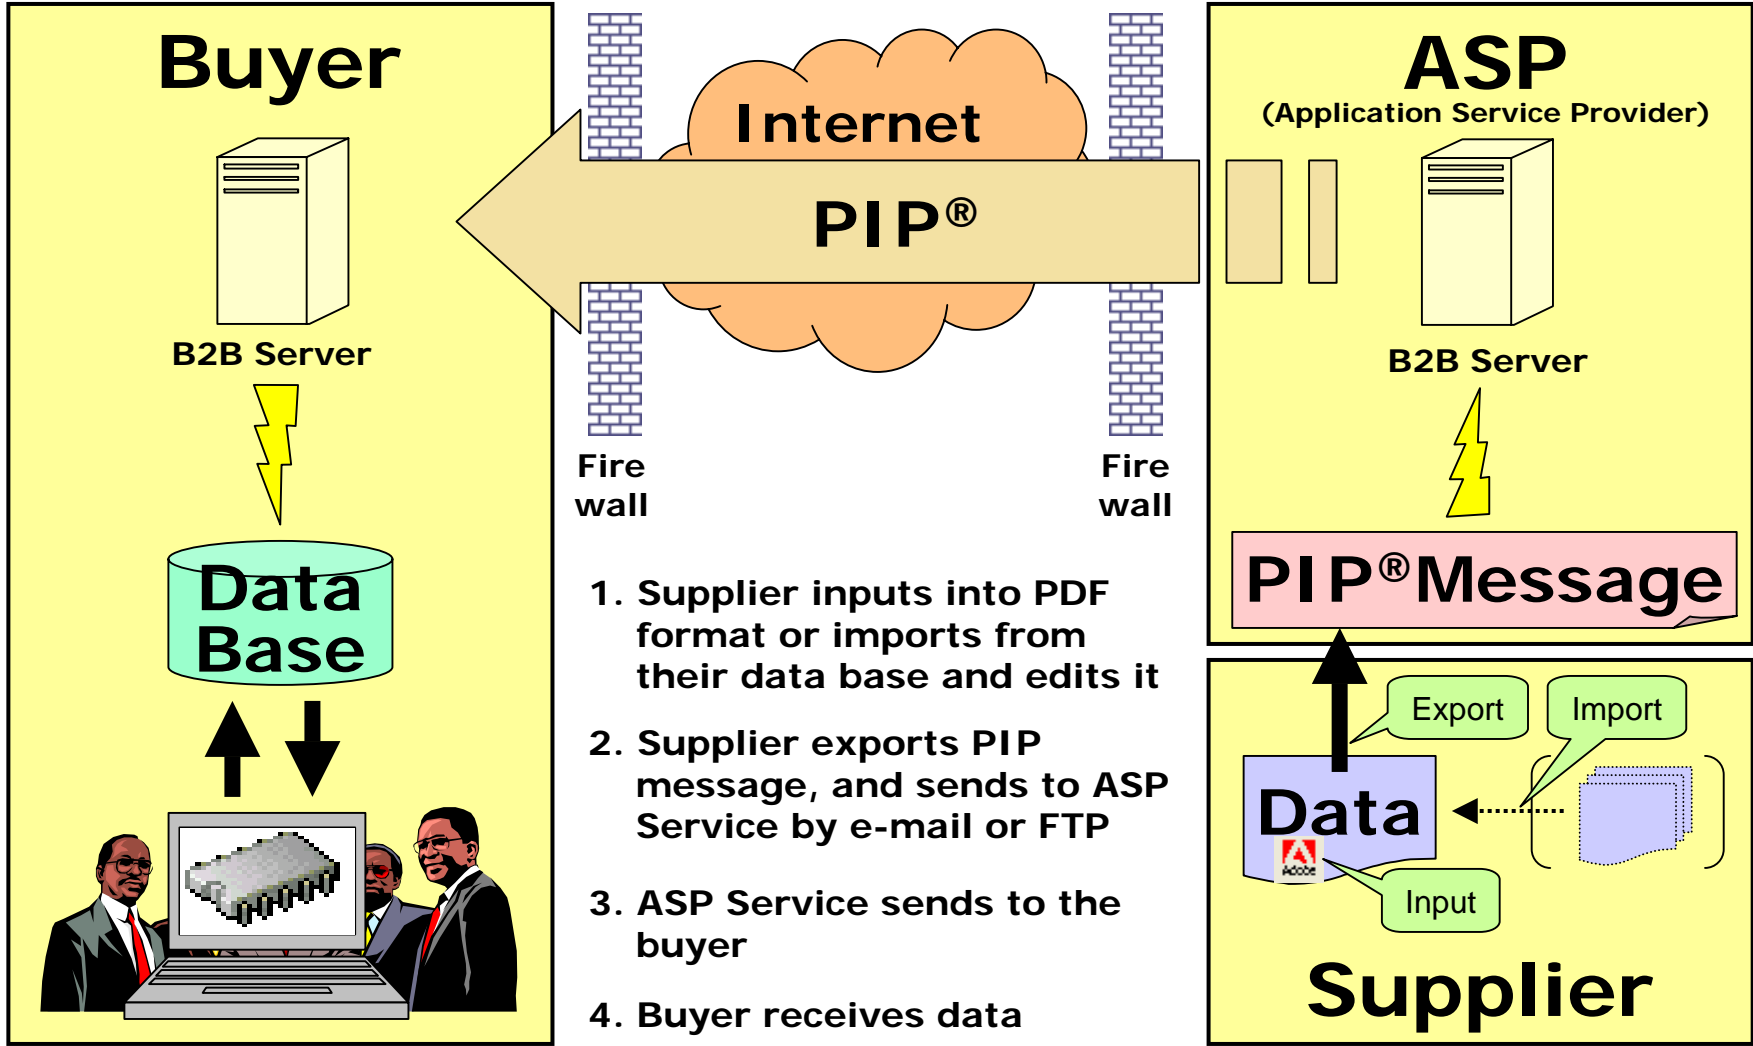 Buyer
B2B Server
Data
Base
Internet
PIP®
Fire
wall
Fire
wall
1. Supplier inputs into PDF
format or imports from
their data base and edits it
2. Supplier exports PIP
message, and sends to ASP
Service by e-mail or FTP
3. ASP Service sends to the
buyer
4. Buyer receives data
ASP
(Application Service Provider)
B2B Server
PIP®Message
Export
Import
Data
Adobe
Input
Supplier